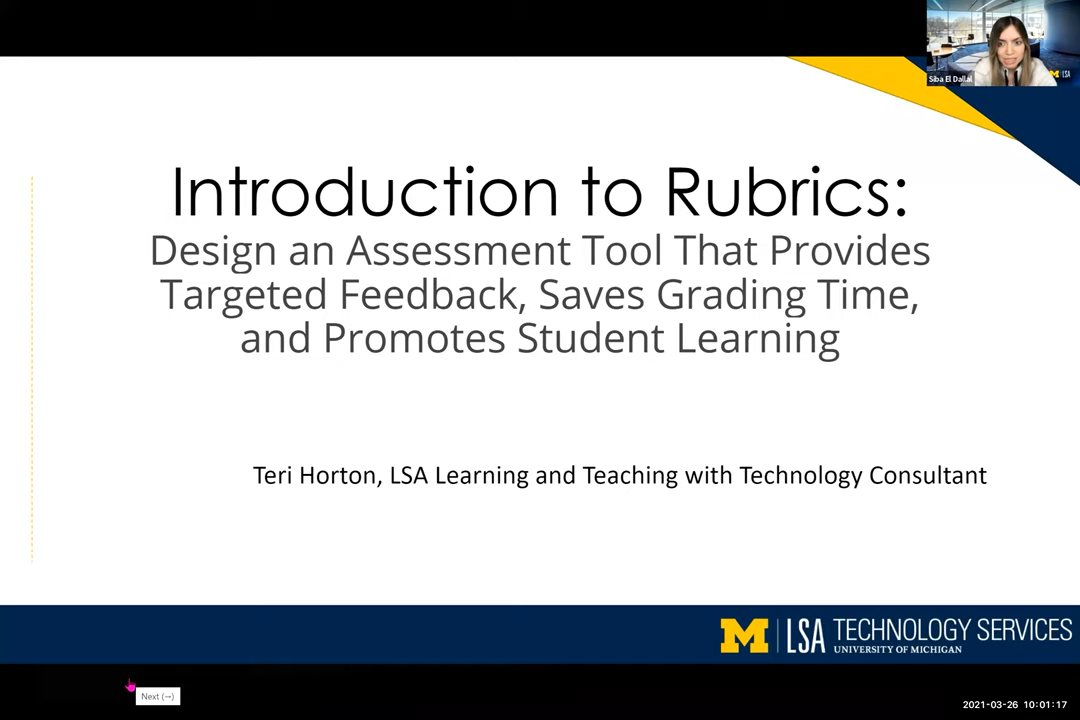 Siba El Dallal
M LSA
Introduction to Rubrics:
Design an Assessment Tool That Provides
Targeted Feedback, Saves Grading Time,
and Promotes Student Learning
Teri Horton, LSA Learning and Teaching with Technology Consultant
M LSA TECHNOLOGY SERVICES
UNIVERSITY OF MICHIGAN
Next (→)
2021-03-26 10:01:17